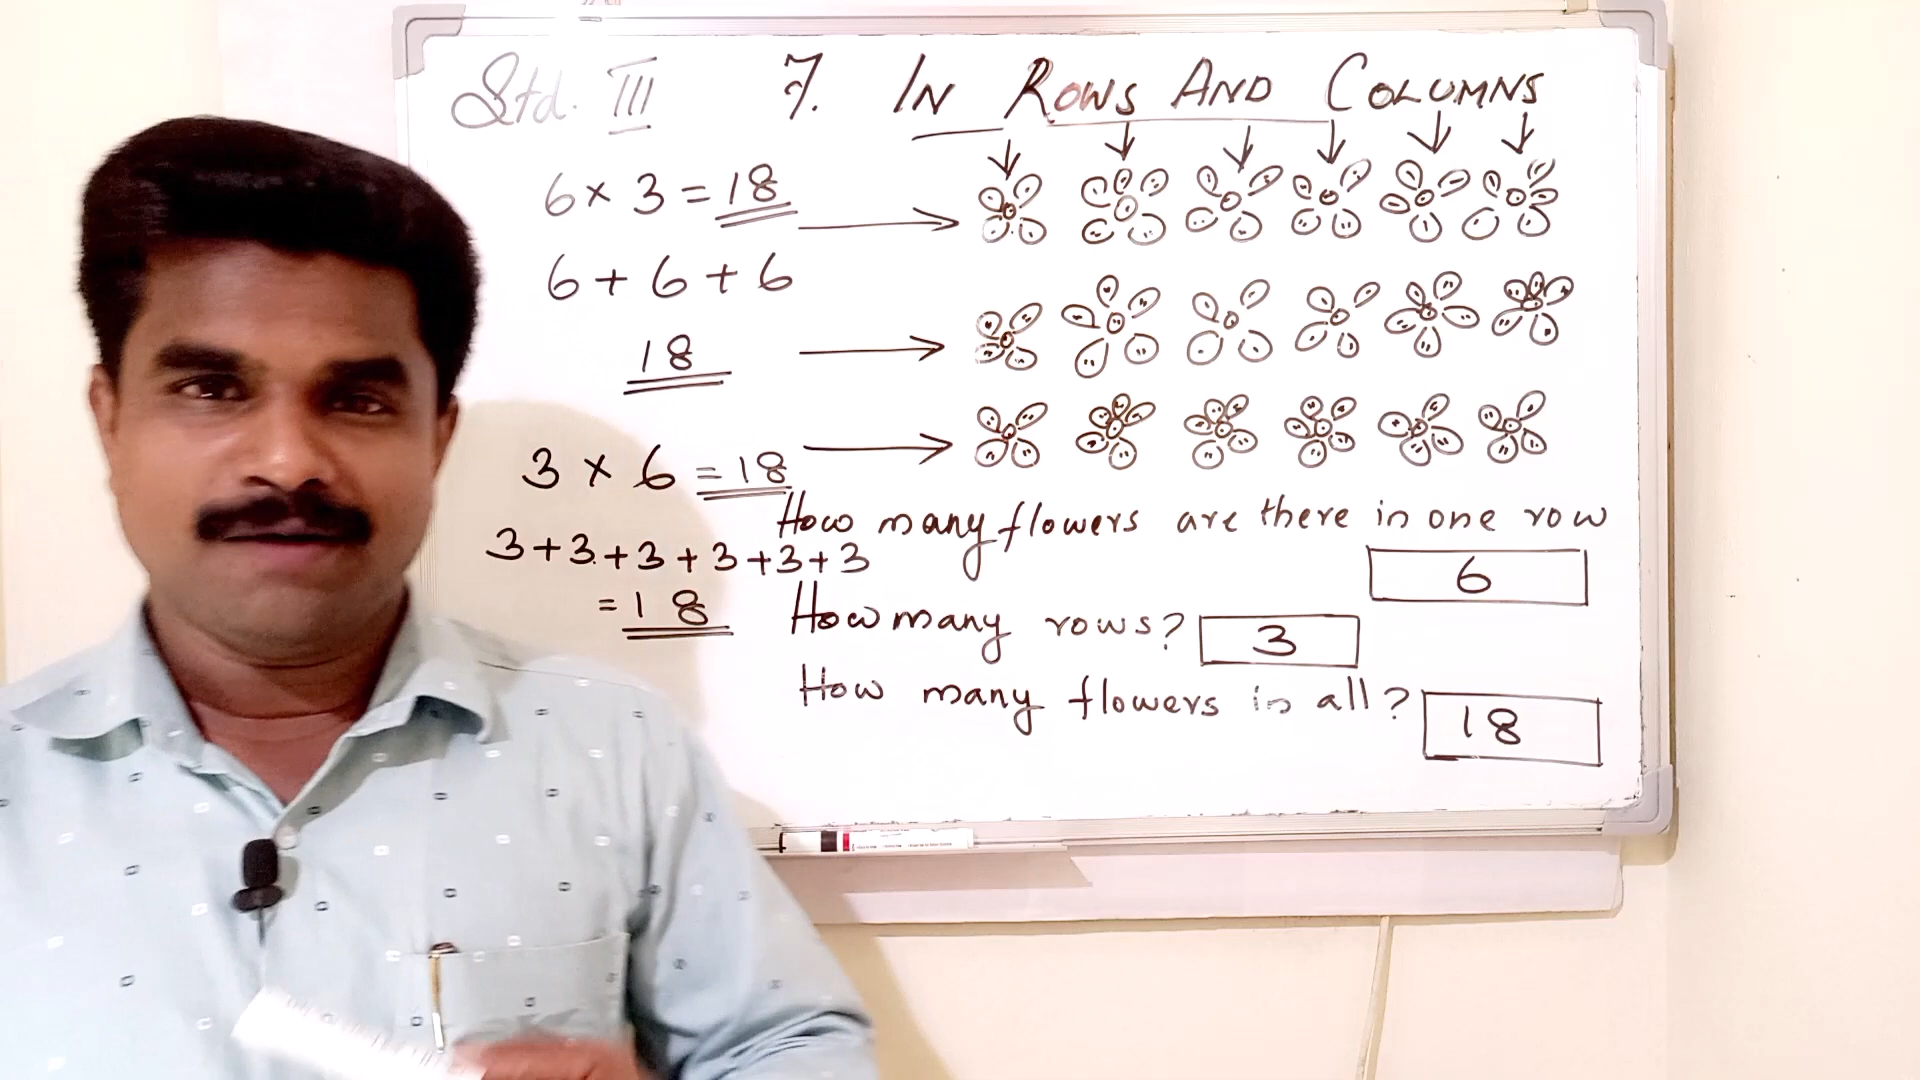 Std. III 7. IN ROWS AND COLUMNS
6 × 3 = 18
6 + 6 + 6
18
3 × 6 = 18
3+3+3+3+3+3
= 18
How many flowers are there in one row
6
How many rows? 3
How many flowers in all? 18